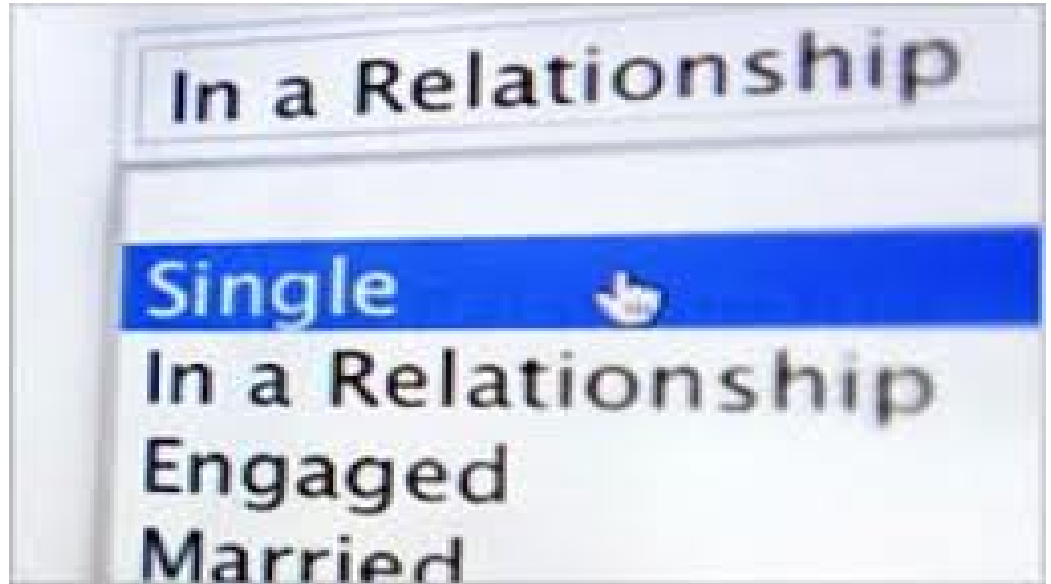 In a Relationship
Single
In a Relationship
Engaged
Married